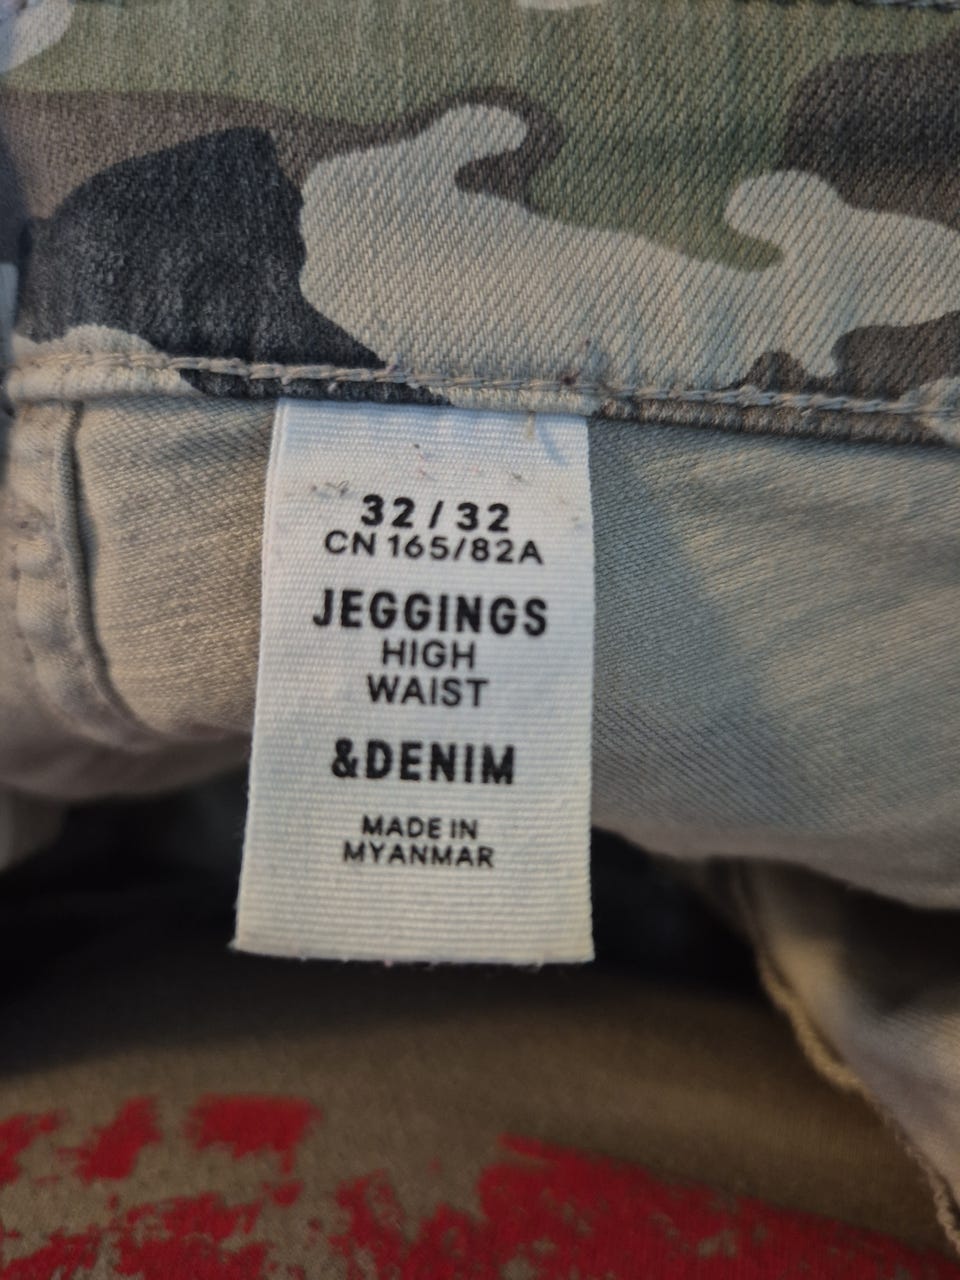 32 / 32
CN 165/82A
JEGGINGS
HIGH
WAIST
&DENIM
MADE IN
MYANMAR